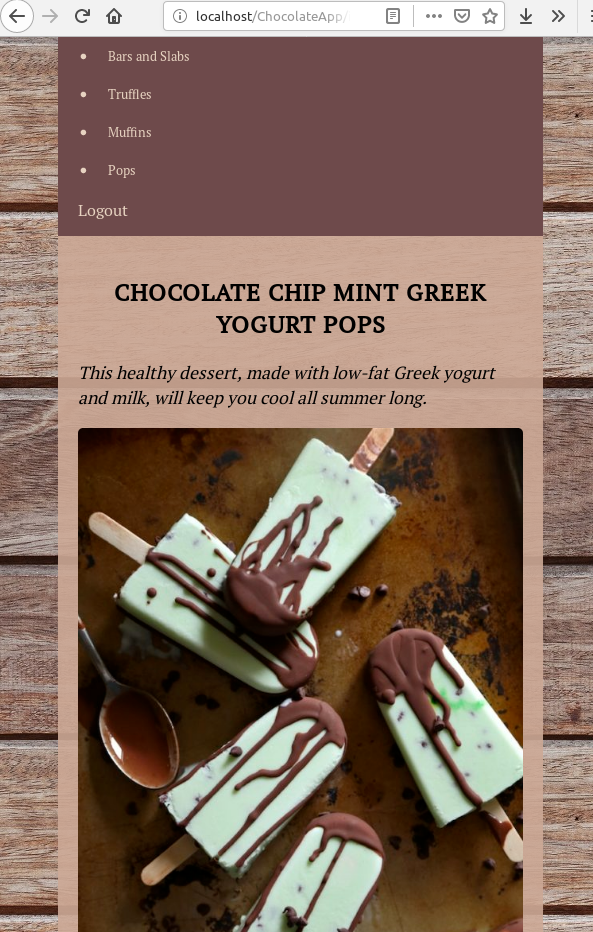 localhost/ChocolateApp/
Bars and Slabs
Truffles
Muffins
Pops
Logout
CHOCOLATE CHIP MINT GREEK
YOGURT POPS
This healthy dessert, made with low-fat Greek yogurt
and milk, will keep you cool all summer long.